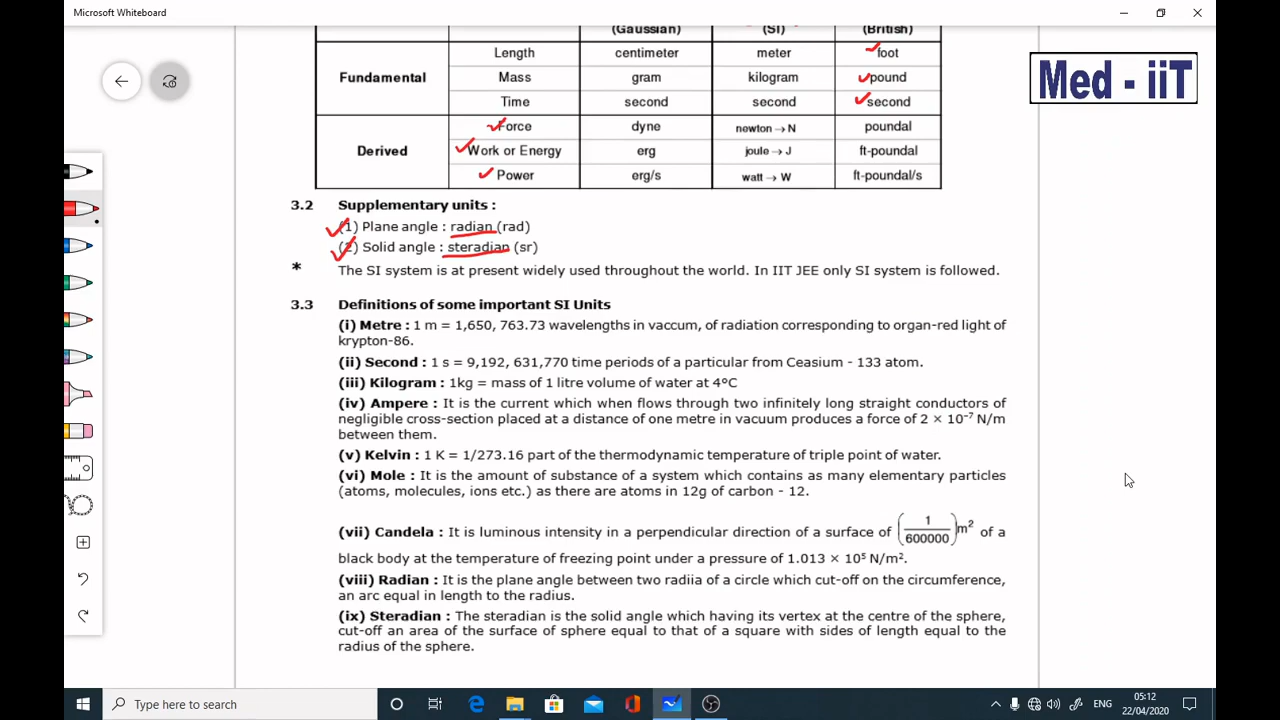 Microsoft Whiteboard
(Gaussian) (SI) (British)
Length centimeter meter foot
Fundamental Mass gram kilogram pound
Time second second second
Force dyne newton → N poundal
Derived Work or Energy erg joule → J ft-poundal
Power erg/s watt → W ft-poundal/s
Med - iiT
3.2 Supplementary units :
(1) Plane angle : radian (rad)
(2) Solid angle : steradian (sr)
* The SI system is at present widely used throughout the world. In IIT JEE only SI system is followed.
3.3 Definitions of some important SI Units
(i) Metre : 1 m = 1,650, 763.73 wavelengths in vaccum, of radiation corresponding to organ-red light of
krypton-86.
(ii) Second : 1 s = 9,192, 631,770 time periods of a particular from Ceasium - 133 atom.
(iii) Kilogram : 1kg = mass of 1 litre volume of water at 4°C
(iv) Ampere : It is the current which when flows through two infinitely long straight conductors of
negligible cross-section placed at a distance of one metre in vacuum produces a force of 2 × 10⁻⁷ N/m
between them.
(v) Kelvin : 1 K = 1/273.16 part of the thermodynamic temperature of triple point of water.
(vi) Mole : It is the amount of substance of a system which contains as many elementary particles
(atoms, molecules, ions etc.) as there are atoms in 12g of carbon - 12.
(vii) Candela : It is luminous intensity in a perpendicular direction of a surface of (1/600000) m² of a
black body at the temperature of freezing point under a pressure of 1.013 × 10⁵ N/m².
(viii) Radian : It is the plane angle between two radiia of a circle which cut-off on the circumference,
an arc equal in length to the radius.
(ix) Steradian : The steradian is the solid angle which having its vertex at the centre of the sphere,
cut-off an area of the surface of sphere equal to that of a square with sides of length equal to the
radius of the sphere.
Type here to search
ENG
05:12
22/04/2020